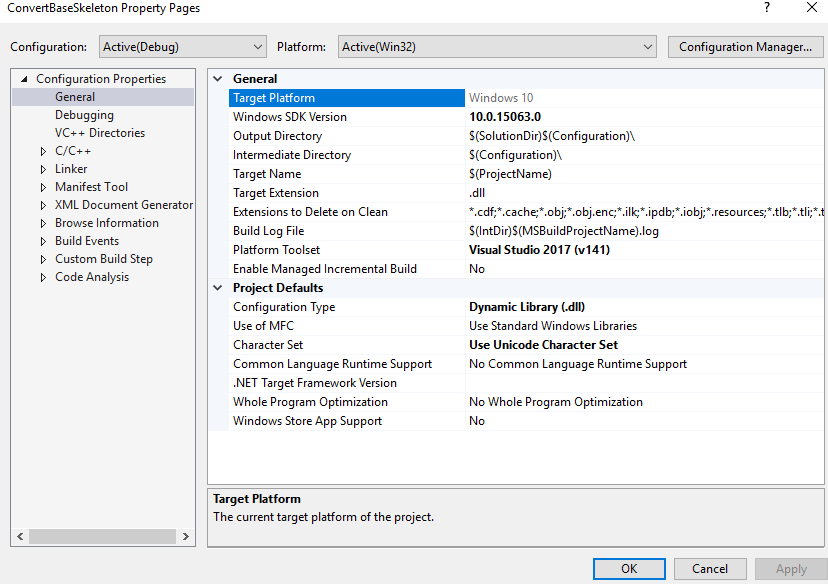 ConvertBaseSkeleton Property Pages
?
Configuration: Active(Debug) Platform: Active(Win32) Configuration Manager...
Configuration Properties
General
Debugging
VC++ Directories
C/C++
Linker
Manifest Tool
XML Document Generator
Browse Information
Build Events
Custom Build Step
Code Analysis
General
Target Platform Windows 10
Windows SDK Version 10.0.15063.0
Output Directory $(SolutionDir)$(Configuration)\
Intermediate Directory $(Configuration)\
Target Name $(ProjectName)
Target Extension .dll
Extensions to Delete on Clean *.cdf;*.cache;*.obj;*.obj.enc;*.ilk;*.ipdb;*.iobj;*.resources;*.tlb;*.tli;*.t
Build Log File $(IntDir)$(MSBuildProjectName).log
Platform Toolset Visual Studio 2017 (v141)
Enable Managed Incremental Build No
Project Defaults
Configuration Type Dynamic Library (.dll)
Use of MFC Use Standard Windows Libraries
Character Set Use Unicode Character Set
Common Language Runtime Support No Common Language Runtime Support
.NET Target Framework Version
Whole Program Optimization No Whole Program Optimization
Windows Store App Support No
Target Platform
The current target platform of the project.
OK Cancel Apply